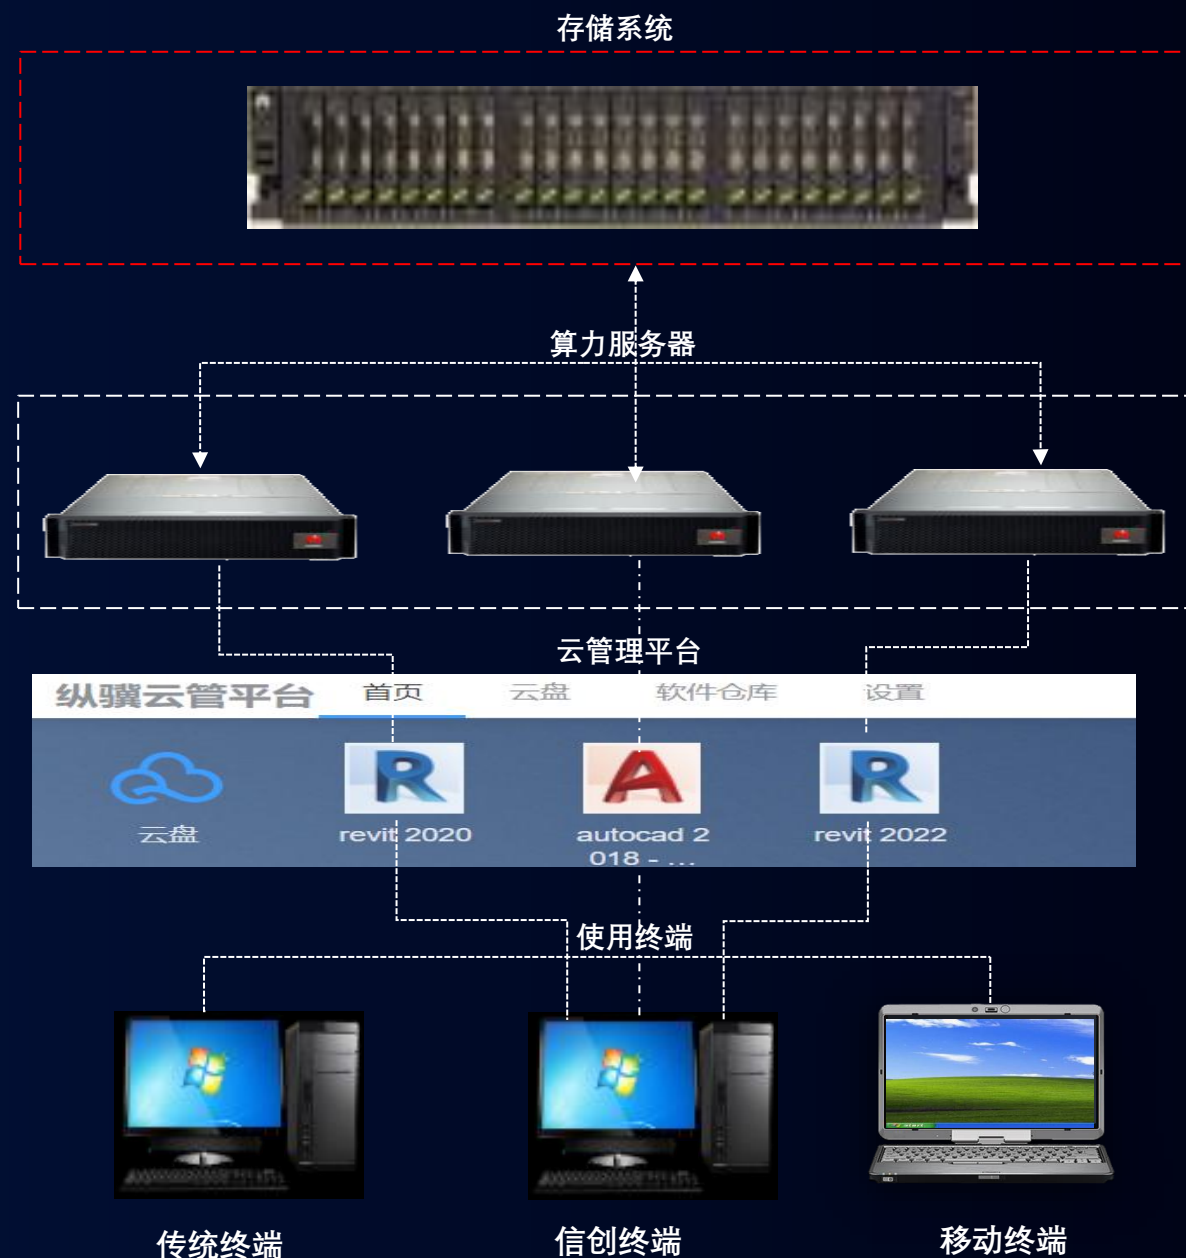 存储系统
算力服务器
云管理平台
纵骥云管平台 首页 云盘 软件仓库 设置
云盘 revit 2020 autocad 2 revit 2022
018 - ...
使用终端
传统终端 信创终端 移动终端